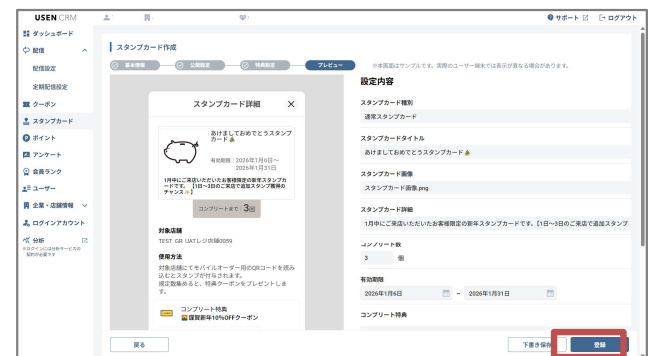 USEN CRM
サポート
ログアウト
ダッシュボード
配信
配信設定
定期配信設定
クーポン
スタンプカード
ポイント
アンケート
会員ランク
ユーザー
企業・店舗情報
ログインアカウント
分析
※ログインには分析サービスの
契約が必要です
スタンプカード作成
基本情報
公開設定
特典設定
プレビュー
※本画面はサンプルです。実際のユーザー端末では表示が異なる場合があります。
スタンプカード詳細
あけましておめでとうスタンプ
カード🎍
有効期限：2026年1月6日～
2026年1月31日
1月中にご来店いただいたお客様限定の新年スタンプカ
ードです。【1日~3日のご来店で追加スタンプ獲得の
チャンス✨】
コンプリートまで：3回
対象店舗
TEST GR UATレジ店舗0059
使用方法
対象店舗にてモバイルオーダー用のQRコードを読み
込むとスタンプが付与されます。
規定数集めると、特典クーポンをプレゼントしま
す。
コンプリート特典
🌅謹賀新年10%OFFクーポン
設定内容
スタンプカード種別
通常スタンプカード
スタンプカードタイトル
あけましておめでとうスタンプカード🎍
スタンプカード画像
スタンプカード画像.png
スタンプカード詳細
1月中にご来店いただいたお客様限定の新年スタンプカードです。【1日~3日のご来店で追加スタンプ
コンプリート数
3 個
有効期限
2026年1月6日 ~ 2026年1月31日
コンプリート特典
戻る
下書き保存
登録